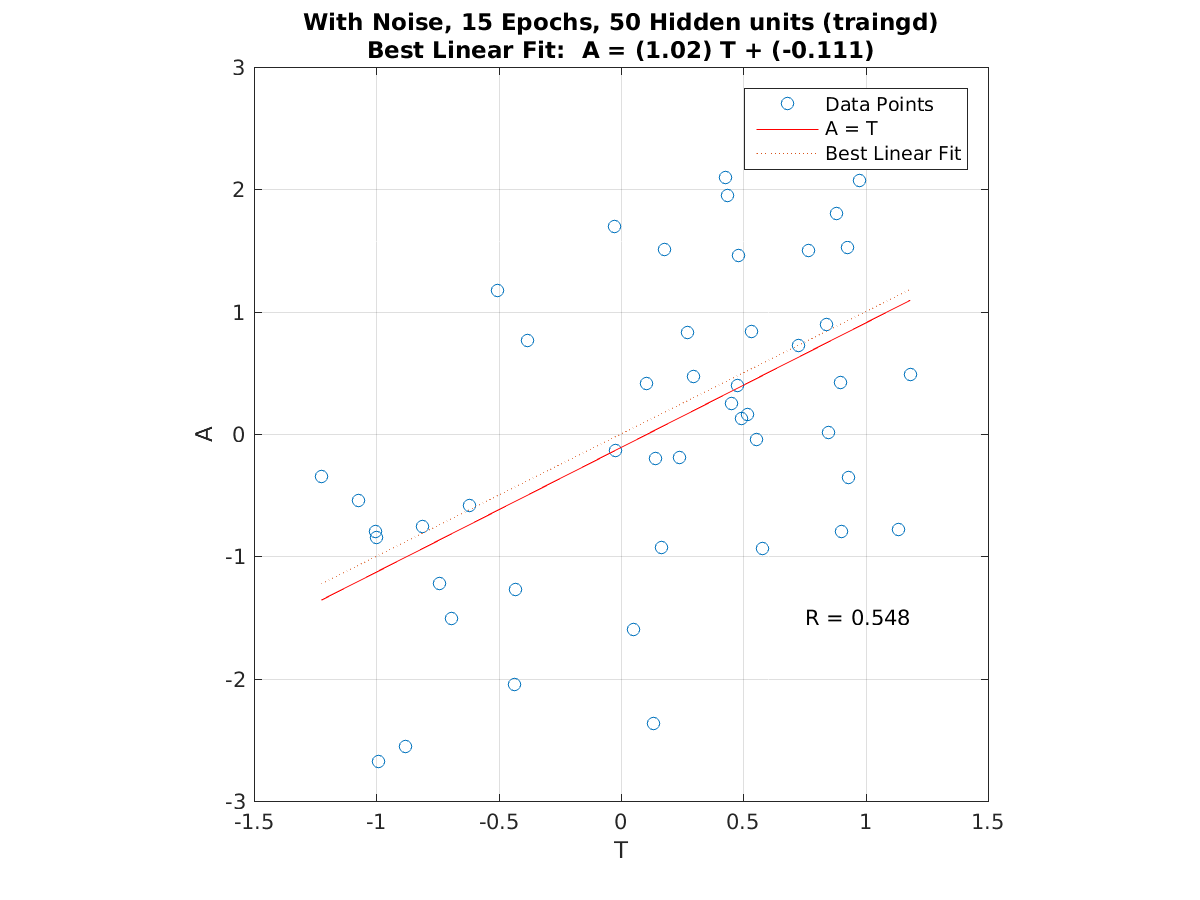 With Noise, 15 Epochs, 50 Hidden units (traingd)
Best Linear Fit:  A = (1.02) T + (-0.111)
3
Data Points
A = T
Best Linear Fit
2
1
A
0
-1
R = 0.548
-2
-3
-1.5 -1 -0.5 0 0.5 1 1.5
T